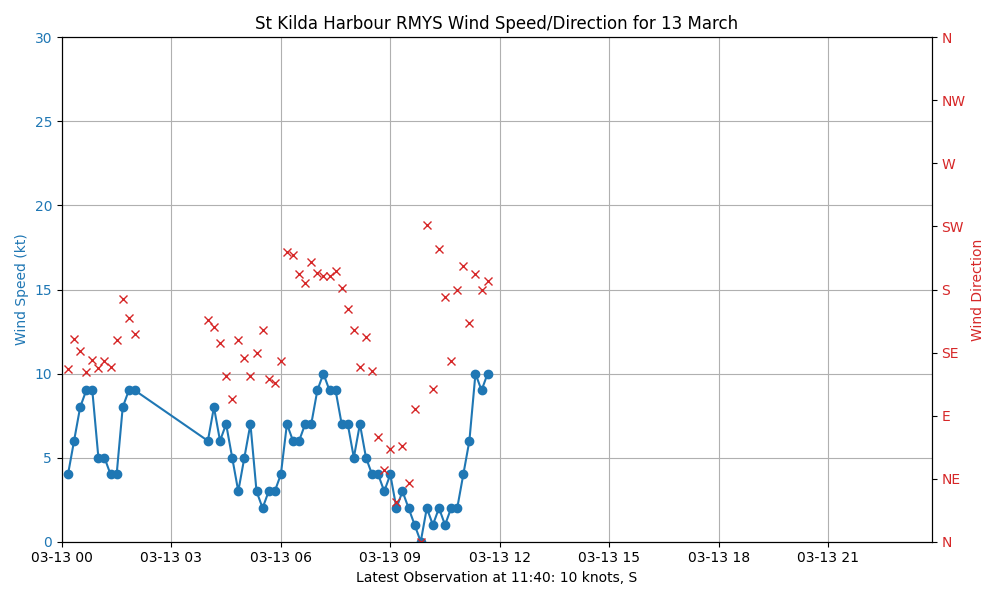 St Kilda Harbour RMYS Wind Speed/Direction for 13 March
30
25
20
15
10
5
0
Wind Speed (kt)
N
NW
W
SW
S
SE
E
NE
N
Wind Direction
03-13 00
03-13 03
03-13 06
03-13 09
03-13 12
03-13 15
03-13 18
03-13 21
Latest Observation at 11:40: 10 knots, S